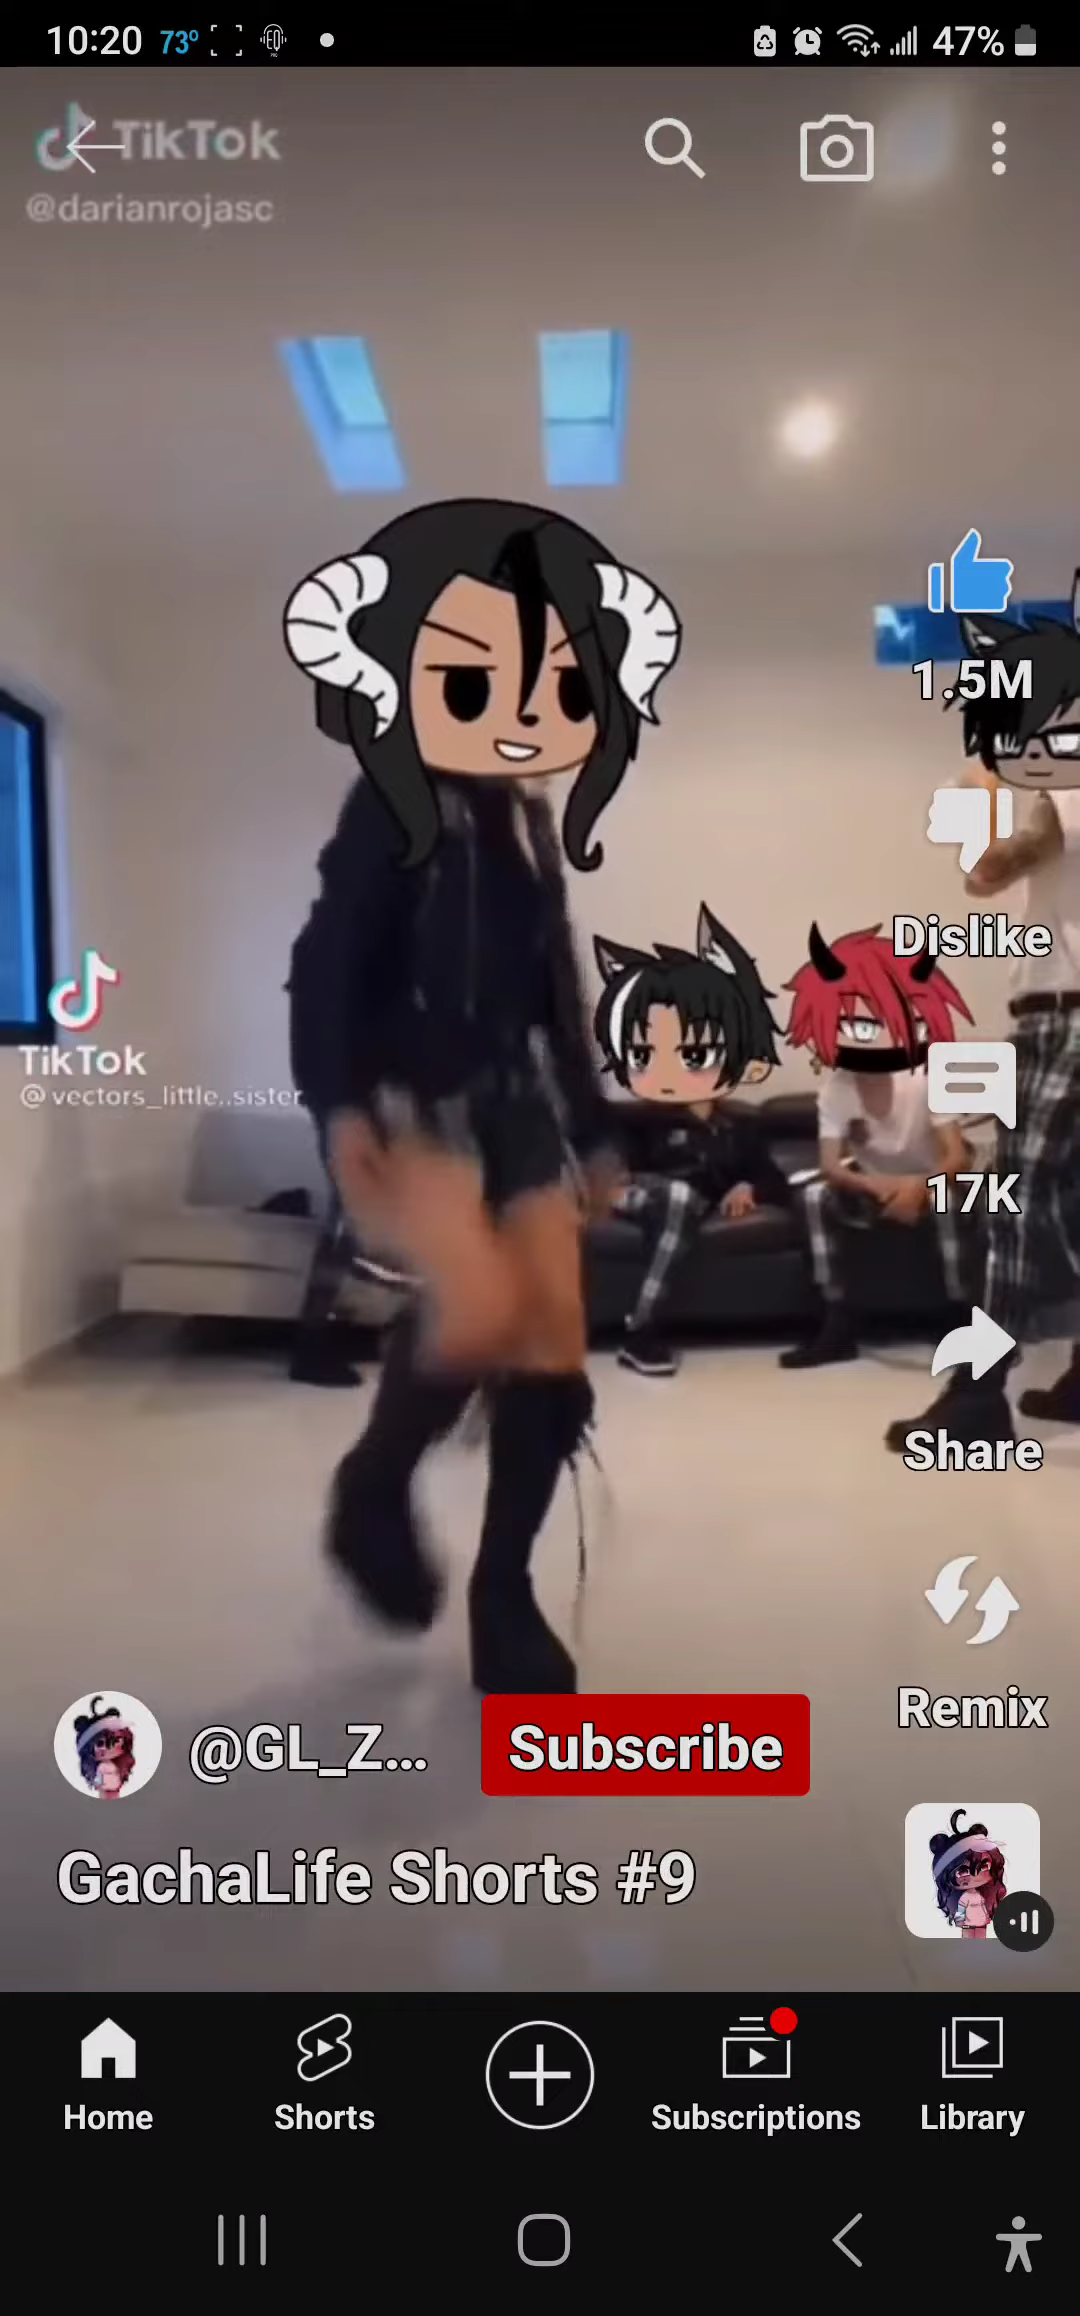 10:20 73°
47%
TikTok
@darianrojasc
1.5M
Dislike
TikTok
@vectors_little..sister
17K
Share
Remix
@GL_Z...
Subscribe
GachaLife Shorts #9
Home
Shorts
Subscriptions
Library